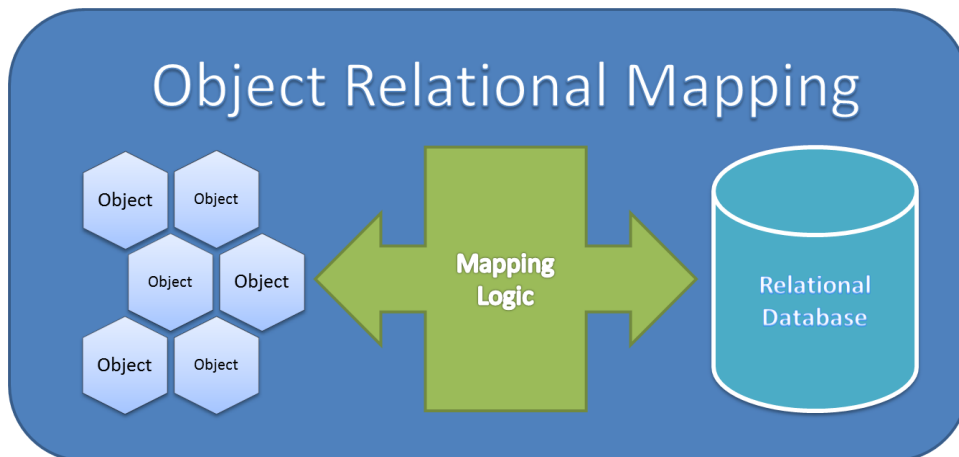 Object Relational Mapping
Object
Object
Object
Object
Object
Object
Mapping
Logic
Relational
Database